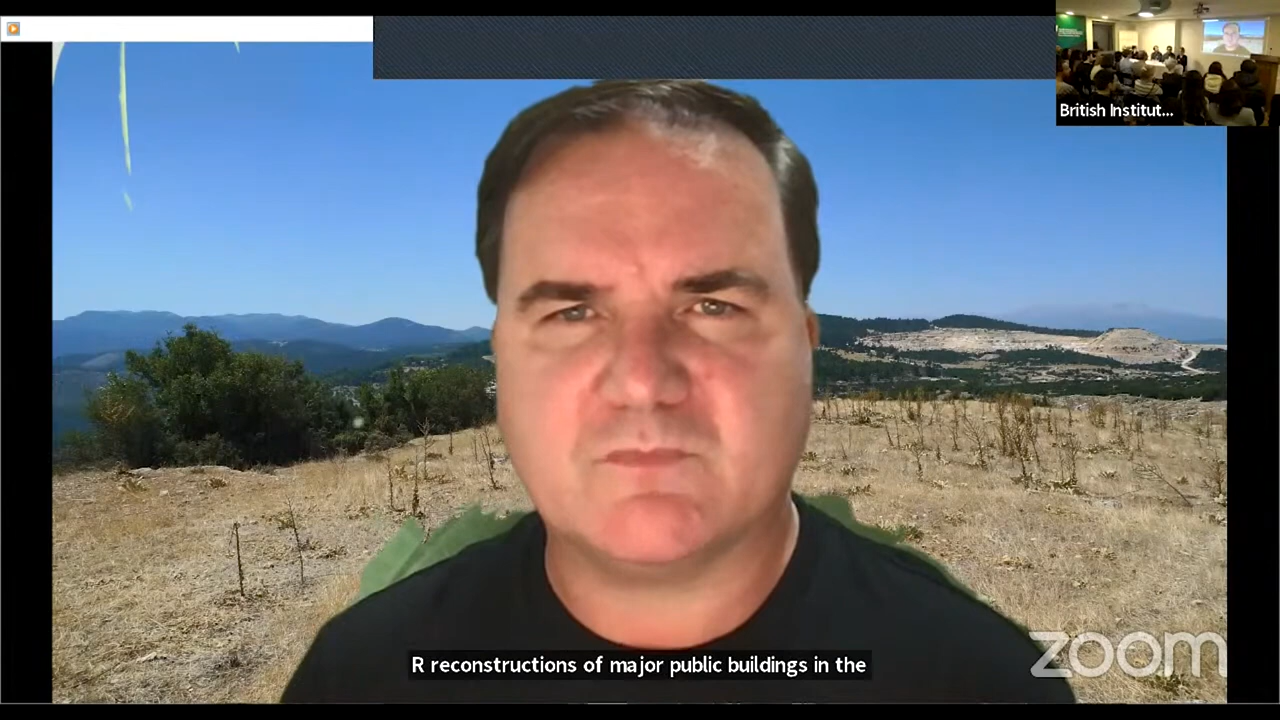 British Institut...
R reconstructions of major public buildings in the
zoom